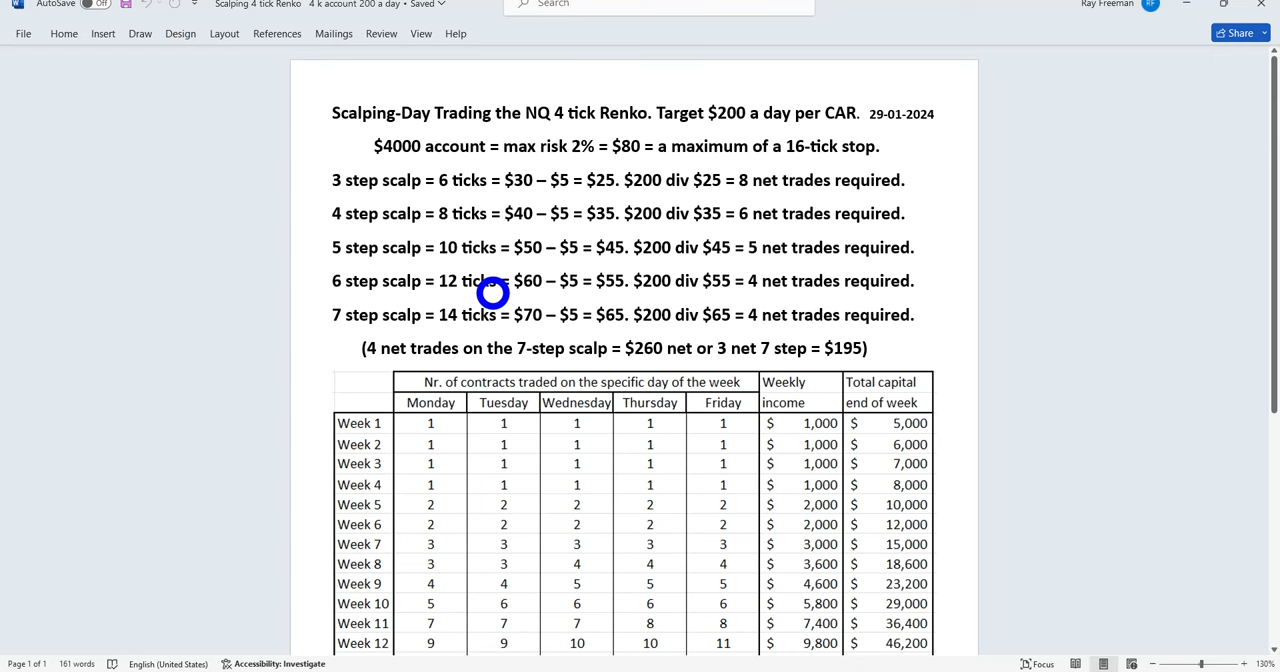 AutoSave Off Scalping 4 tick Renko 4 k account 200 a day • Saved Search Ray Freeman RF
File Home Insert Draw Design Layout References Mailings Review View Help Share
Scalping-Day Trading the NQ 4 tick Renko. Target $200 a day per CAR. 29-01-2024
$4000 account = max risk 2% = $80 = a maximum of a 16-tick stop.
3 step scalp = 6 ticks = $30 – $5 = $25. $200 div $25 = 8 net trades required.
4 step scalp = 8 ticks = $40 – $5 = $35. $200 div $35 = 6 net trades required.
5 step scalp = 10 ticks = $50 – $5 = $45. $200 div $45 = 5 net trades required.
6 step scalp = 12 ticks = $60 – $5 = $55. $200 div $55 = 4 net trades required.
7 step scalp = 14 ticks = $70 – $5 = $65. $200 div $65 = 4 net trades required.
(4 net trades on the 7-step scalp = $260 net or 3 net 7 step = $195)
Nr. of contracts traded on the specific day of the week Weekly Total capital
Monday Tuesday Wednesday Thursday Friday income end of week
Week 1 1 1 1 1 1 $ 1,000 $ 5,000
Week 2 1 1 1 1 1 $ 1,000 $ 6,000
Week 3 1 1 1 1 1 $ 1,000 $ 7,000
Week 4 1 1 1 1 1 $ 1,000 $ 8,000
Week 5 2 2 2 2 2 $ 2,000 $ 10,000
Week 6 2 2 2 2 2 $ 2,000 $ 12,000
Week 7 3 3 3 3 3 $ 3,000 $ 15,000
Week 8 3 3 4 4 4 $ 3,600 $ 18,600
Week 9 4 4 5 5 5 $ 4,600 $ 23,200
Week 10 5 6 6 6 6 $ 5,800 $ 29,000
Week 11 7 7 7 8 8 $ 7,400 $ 36,400
Week 12 9 9 10 10 11 $ 9,800 $ 46,200
Page 1 of 1 161 words English (United States) Accessibility: Investigate Focus 130%